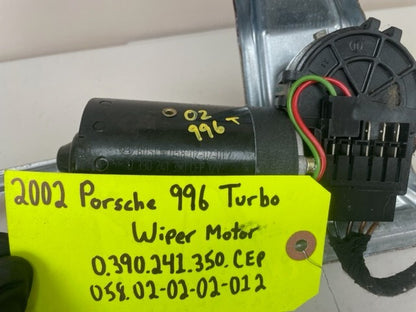 02
996 T
2002 Porsche 996 Turbo
Wiper Motor
0.390.241.350.CEP
058.02-02-02-012